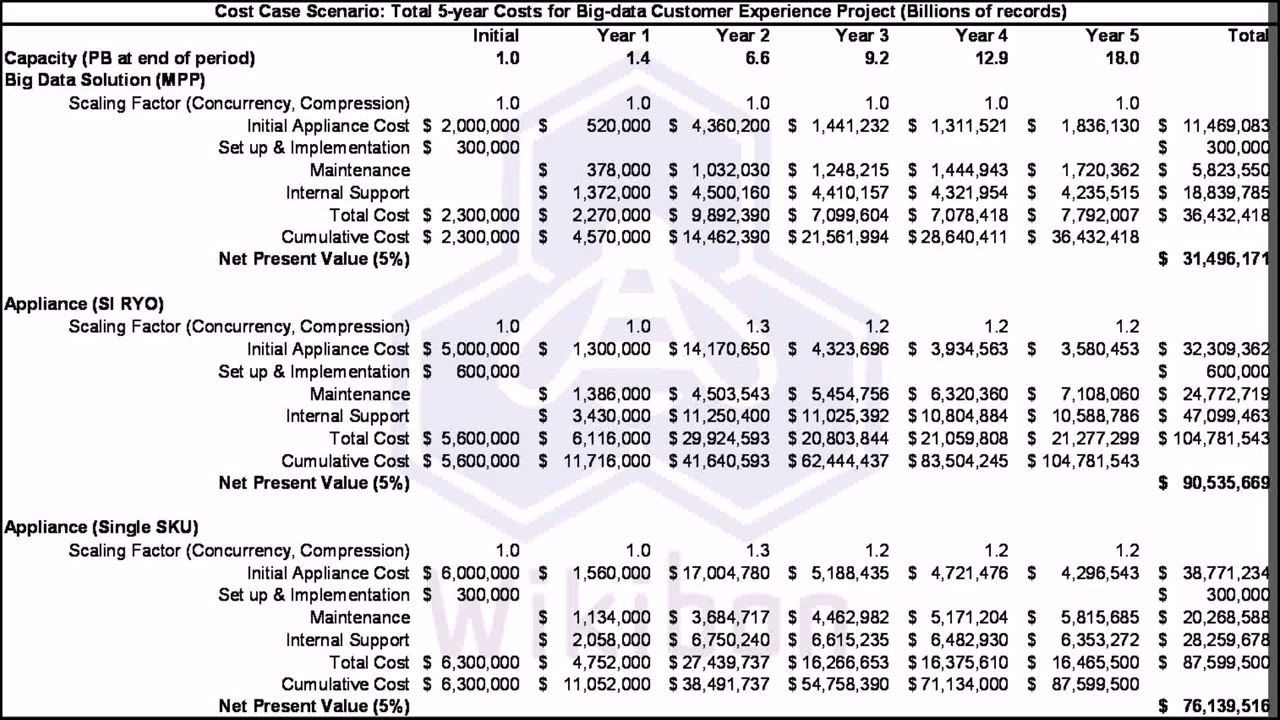 Cost Case Scenario: Total 5-year Costs for Big-data Customer Experience Project (Billions of records)
Initial Year 1 Year 2 Year 3 Year 4 Year 5 Total
Capacity (PB at end of period) 1.0 1.4 6.6 9.2 12.9 18.0
Big Data Solution (MPP)
Scaling Factor (Concurrency, Compression) 1.0 1.0 1.0 1.0 1.0 1.0
Initial Appliance Cost $ 2,000,000 $ 520,000 $ 4,360,200 $ 1,441,232 $ 1,311,521 $ 1,836,130 $ 11,469,083
Set up & Implementation $ 300,000 $ 300,000
Maintenance $ 378,000 $ 1,032,030 $ 1,248,215 $ 1,444,943 $ 1,720,362 $ 5,823,550
Internal Support $ 1,372,000 $ 4,500,160 $ 4,410,157 $ 4,321,954 $ 4,235,515 $ 18,839,785
Total Cost $ 2,300,000 $ 2,270,000 $ 9,892,390 $ 7,099,604 $ 7,078,418 $ 7,792,007 $ 36,432,418
Cumulative Cost $ 2,300,000 $ 4,570,000 $ 14,462,390 $ 21,561,994 $ 28,640,411 $ 36,432,418
Net Present Value (5%) $ 31,496,171
Appliance (SI RYO)
Scaling Factor (Concurrency, Compression) 1.0 1.0 1.3 1.2 1.2 1.2
Initial Appliance Cost $ 5,000,000 $ 1,300,000 $ 14,170,650 $ 4,323,696 $ 3,934,563 $ 3,580,453 $ 32,309,362
Set up & Implementation $ 600,000 $ 600,000
Maintenance $ 1,386,000 $ 4,503,543 $ 5,454,756 $ 6,320,360 $ 7,108,060 $ 24,772,719
Internal Support $ 3,430,000 $ 11,250,400 $ 11,025,392 $ 10,804,884 $ 10,588,786 $ 47,099,463
Total Cost $ 5,600,000 $ 6,116,000 $ 29,924,593 $ 20,803,844 $ 21,059,808 $ 21,277,299 $ 104,781,543
Cumulative Cost $ 5,600,000 $ 11,716,000 $ 41,640,593 $ 62,444,437 $ 83,504,245 $ 104,781,543
Net Present Value (5%) $ 90,535,669
Appliance (Single SKU)
Scaling Factor (Concurrency, Compression) 1.0 1.0 1.3 1.2 1.2 1.2
Initial Appliance Cost $ 6,000,000 $ 1,560,000 $ 17,004,780 $ 5,188,435 $ 4,721,476 $ 4,296,543 $ 38,771,234
Set up & Implementation $ 300,000 $ 300,000
Maintenance $ 1,134,000 $ 3,684,717 $ 4,462,982 $ 5,171,204 $ 5,815,685 $ 20,268,588
Internal Support $ 2,058,000 $ 6,750,240 $ 6,615,235 $ 6,482,930 $ 6,353,272 $ 28,259,678
Total Cost $ 6,300,000 $ 4,752,000 $ 27,439,737 $ 16,266,653 $ 16,375,610 $ 16,465,500 $ 87,599,500
Cumulative Cost $ 6,300,000 $ 11,052,000 $ 38,491,737 $ 54,758,390 $ 71,134,000 $ 87,599,500
Net Present Value (5%) $ 76,139,516
Wikibon